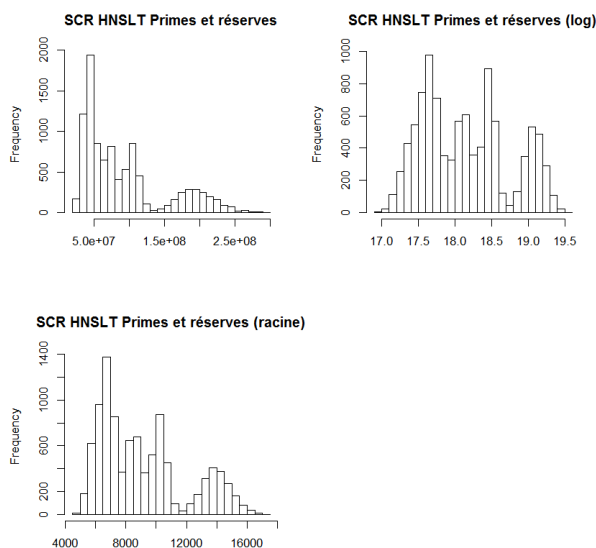 SCR HNSLT Primes et réserves
Frequency
0 500 1000 1500 2000
5.0e+07 1.5e+08 2.5e+08
SCR HNSLT Primes et réserves (log)
Frequency
0 200 400 600 800 1000
17.0 17.5 18.0 18.5 19.0 19.5
SCR HNSLT Primes et réserves (racine)
Frequency
0 200 600 1000 1400
4000 8000 12000 16000